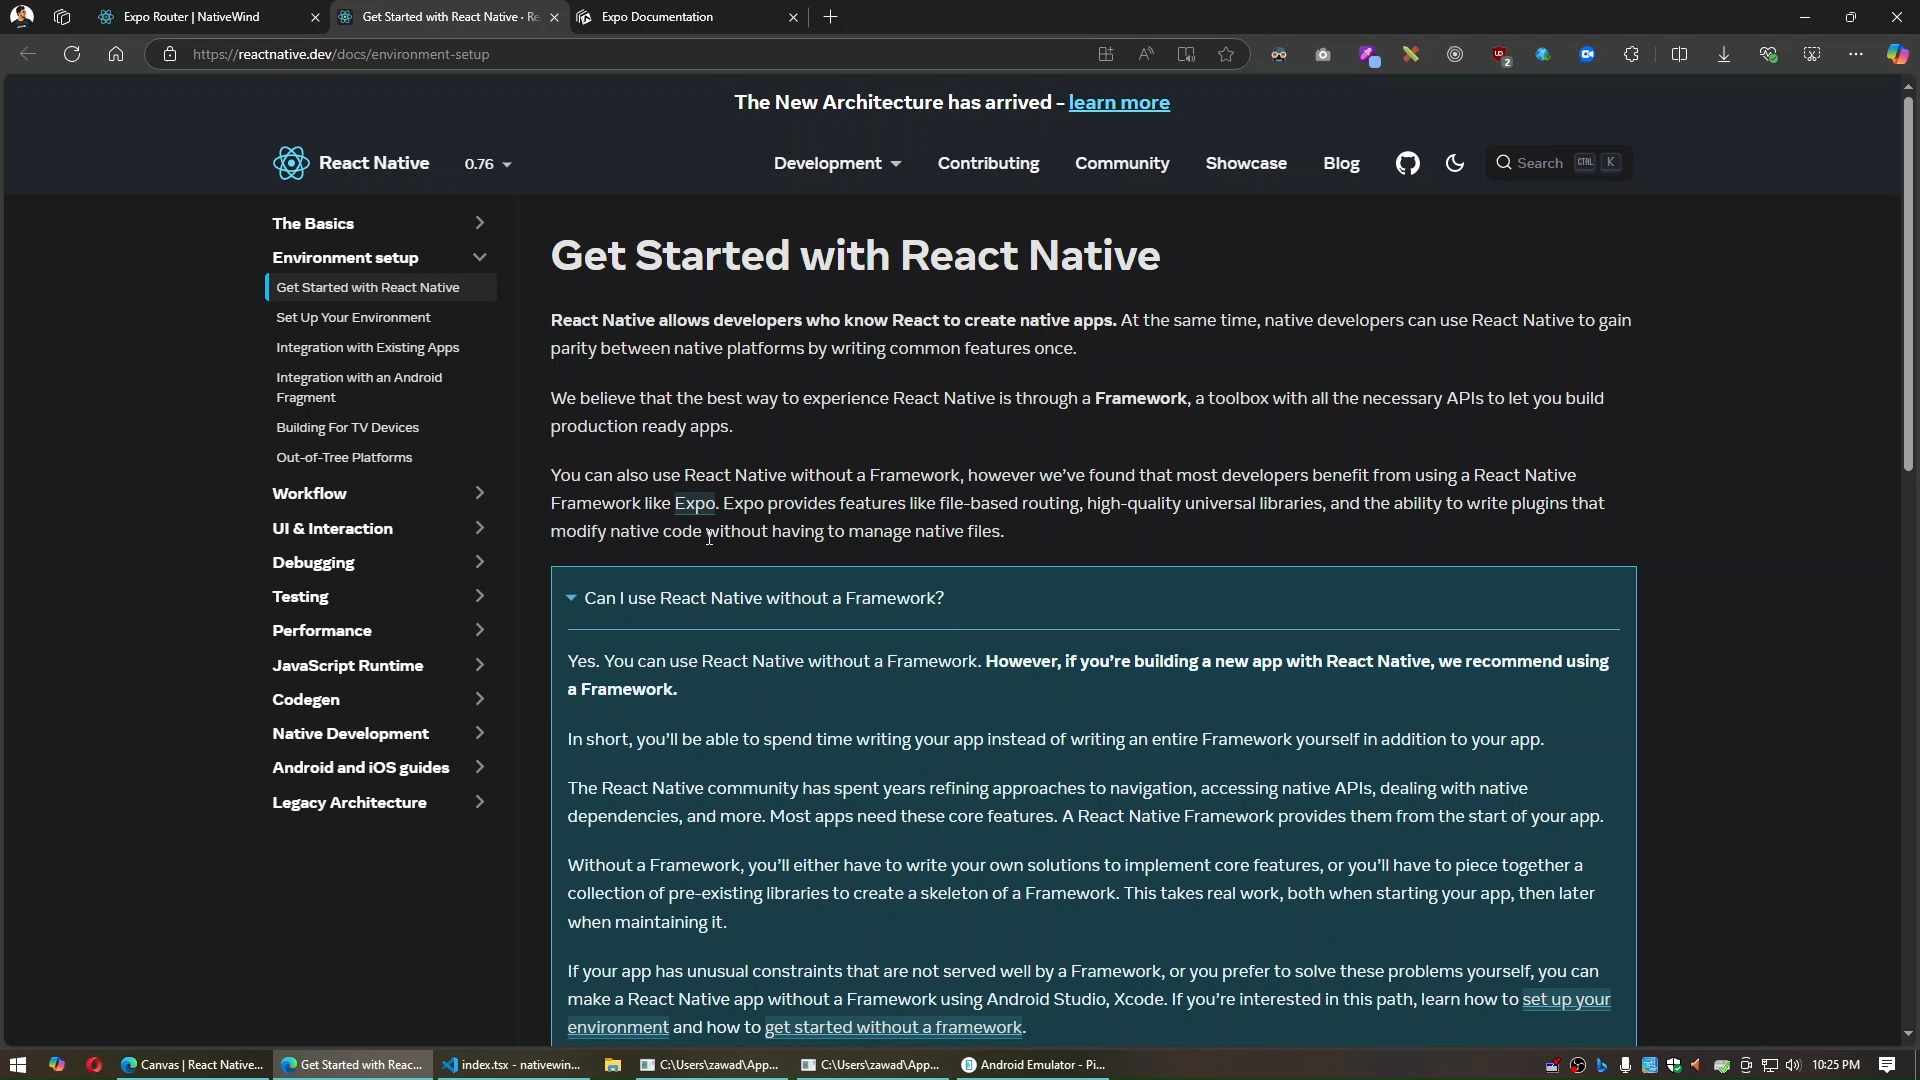 Expo Router | NativeWind
Get Started with React Native · Re
Expo Documentation
https://reactnative.dev/docs/environment-setup
2
The New Architecture has arrived - learn more
React Native
0.76
Development
Contributing
Community
Showcase
Blog
Search
CTRL
K
The Basics
Environment setup
Get Started with React Native
Set Up Your Environment
Integration with Existing Apps
Integration with an Android
Fragment
Building For TV Devices
Out-of-Tree Platforms
Workflow
UI & Interaction
Debugging
Testing
Performance
JavaScript Runtime
Codegen
Native Development
Android and iOS guides
Legacy Architecture
Get Started with React Native
React Native allows developers who know React to create native apps. At the same time, native developers can use React Native to gain
parity between native platforms by writing common features once.
We believe that the best way to experience React Native is through a Framework, a toolbox with all the necessary APIs to let you build
production ready apps.
You can also use React Native without a Framework, however we've found that most developers benefit from using a React Native
Framework like Expo. Expo provides features like file-based routing, high-quality universal libraries, and the ability to write plugins that
modify native code without having to manage native files.
Can I use React Native without a Framework?
Yes. You can use React Native without a Framework. However, if you're building a new app with React Native, we recommend using
a Framework.
In short, you'll be able to spend time writing your app instead of writing an entire Framework yourself in addition to your app.
The React Native community has spent years refining approaches to navigation, accessing native APIs, dealing with native
dependencies, and more. Most apps need these core features. A React Native Framework provides them from the start of your app.
Without a Framework, you'll either have to write your own solutions to implement core features, or you'll have to piece together a
collection of pre-existing libraries to create a skeleton of a Framework. This takes real work, both when starting your app, then later
when maintaining it.
If your app has unusual constraints that are not served well by a Framework, or you prefer to solve these problems yourself, you can
make a React Native app without a Framework using Android Studio, Xcode. If you're interested in this path, learn how to set up your
environment and how to get started without a framework.
Canvas | React Native...
Get Started with Reac...
index.tsx - nativewin...
C:\Users\zawad\App...
C:\Users\zawad\App...
Android Emulator - Pi...
10:25 PM